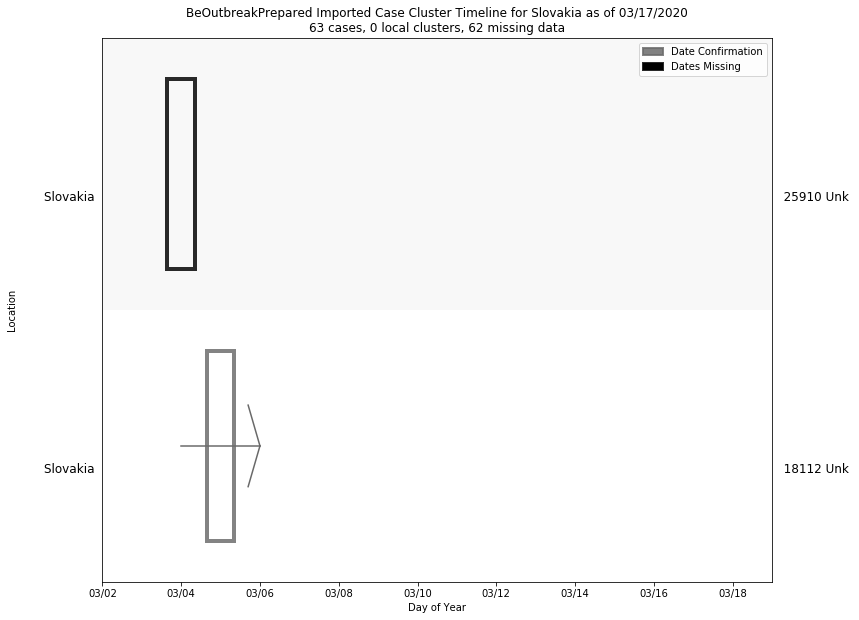 BeOutbreakPrepared Imported Case Cluster Timeline for Slovakia as of 03/17/2020
63 cases, 0 local clusters, 62 missing data
Date Confirmation
Dates Missing
Slovakia
25910 Unk
Location
Slovakia
18112 Unk
03/02 03/04 03/06 03/08 03/10 03/12 03/14 03/16 03/18
Day of Year